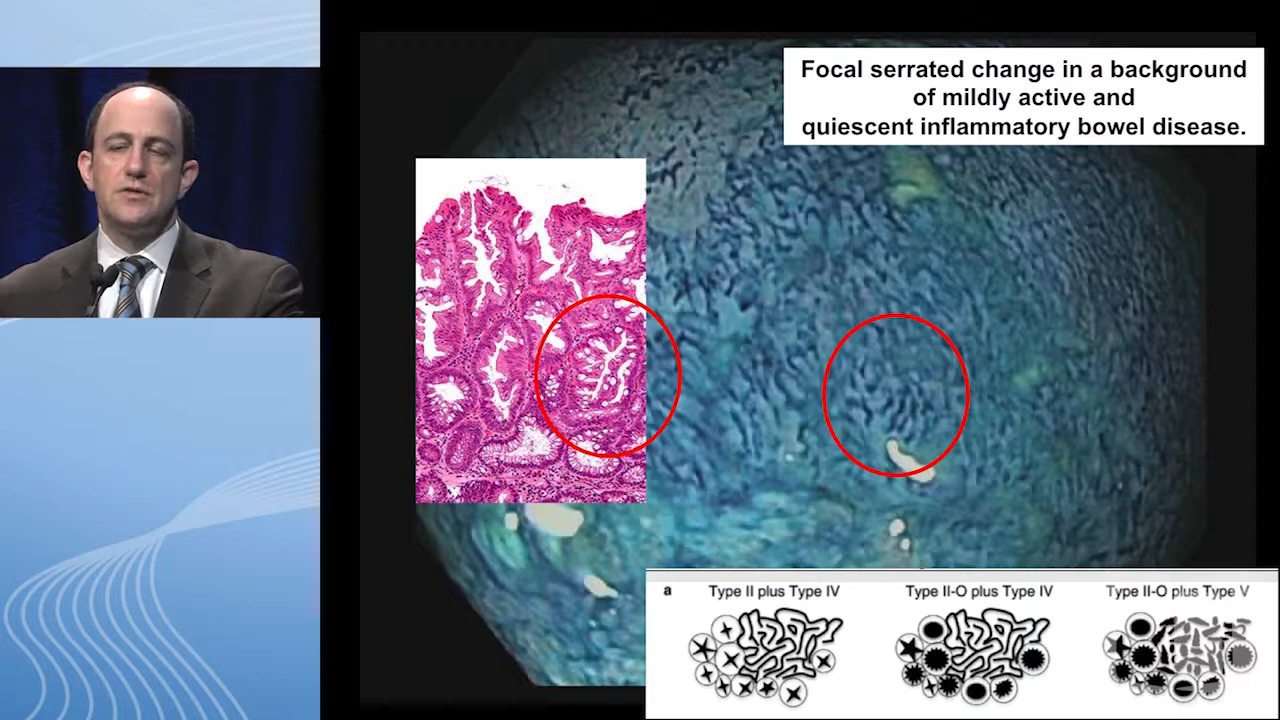 Focal serrated change in a background
of mildly active and
quiescent inflammatory bowel disease.
a
Type II plus Type IV
Type II-O plus Type IV
Type II-O plus Type V